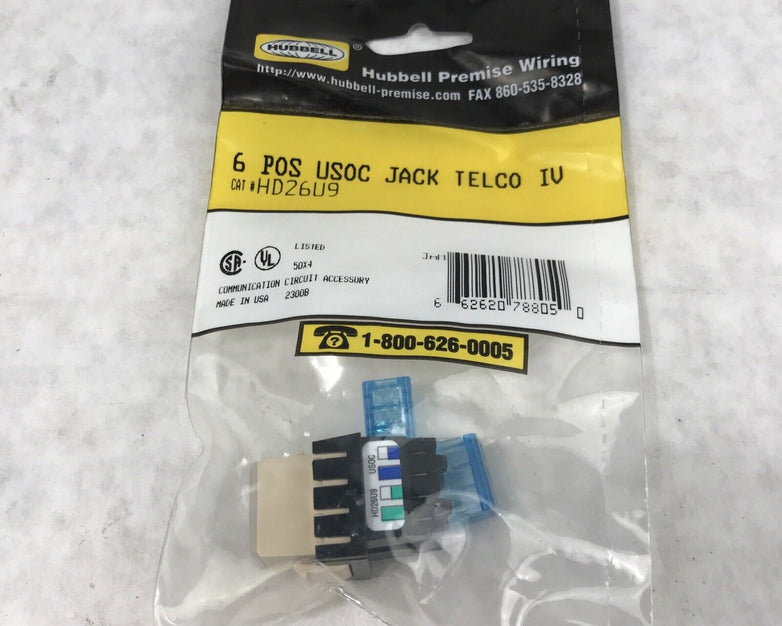 HUBBELL®
Hubbell Premise Wiring
http://www.hubbell-premise.com FAX 860-535-8328
6 POS USOC JACK TELCO IV
CAT # HD26U9
LISTED
SA® UL 50X4
COMMUNICATION CIRCUIT ACCESSORY
MADE IN USA 2300B
6 62620 78805 0
? 1-800-626-0005
USOC
HD26U9